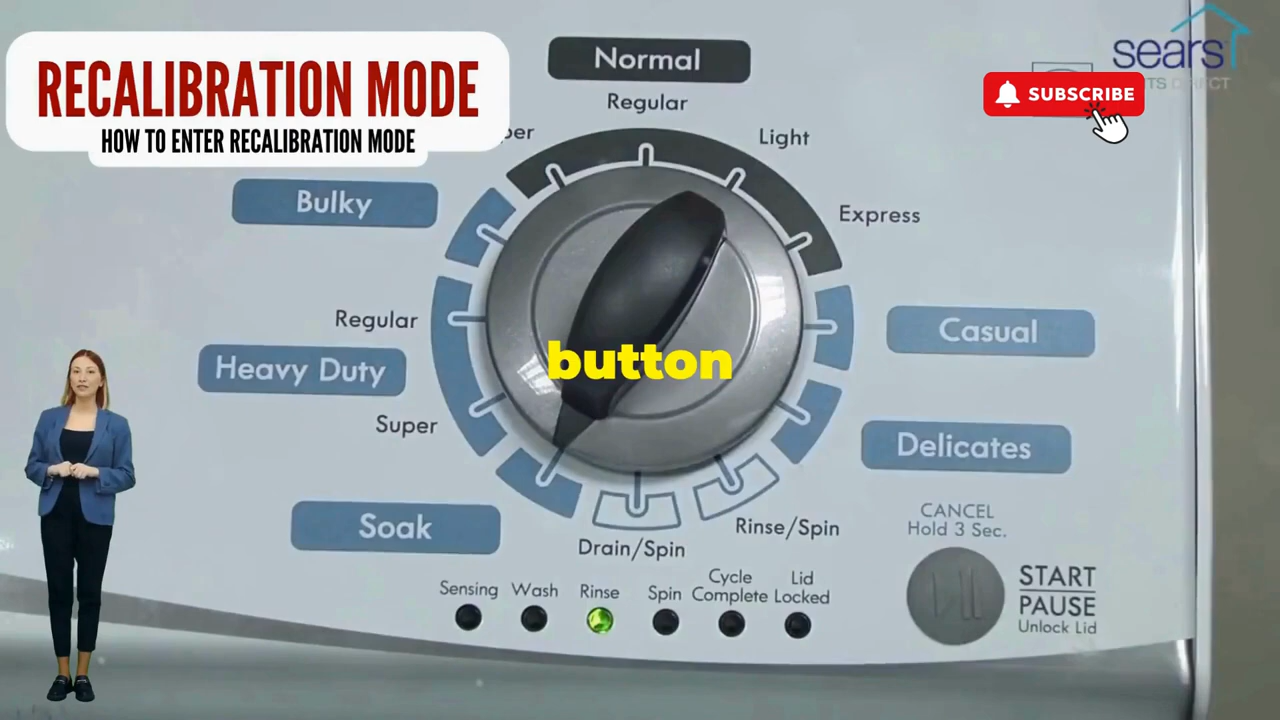 sears
RECALIBRATION MODE
HOW TO ENTER RECALIBRATION MODE
SUBSCRIBE
Normal
Regular
Light
Bulky
Express
Regular
Casual
Heavy Duty
Super
button
Delicates
Soak
Rinse/Spin
Drain/Spin
CANCEL
Hold 3 Sec.
Sensing
Wash
Rinse
Spin
Cycle
Complete
Lid
Locked
START
PAUSE
Unlock Lid